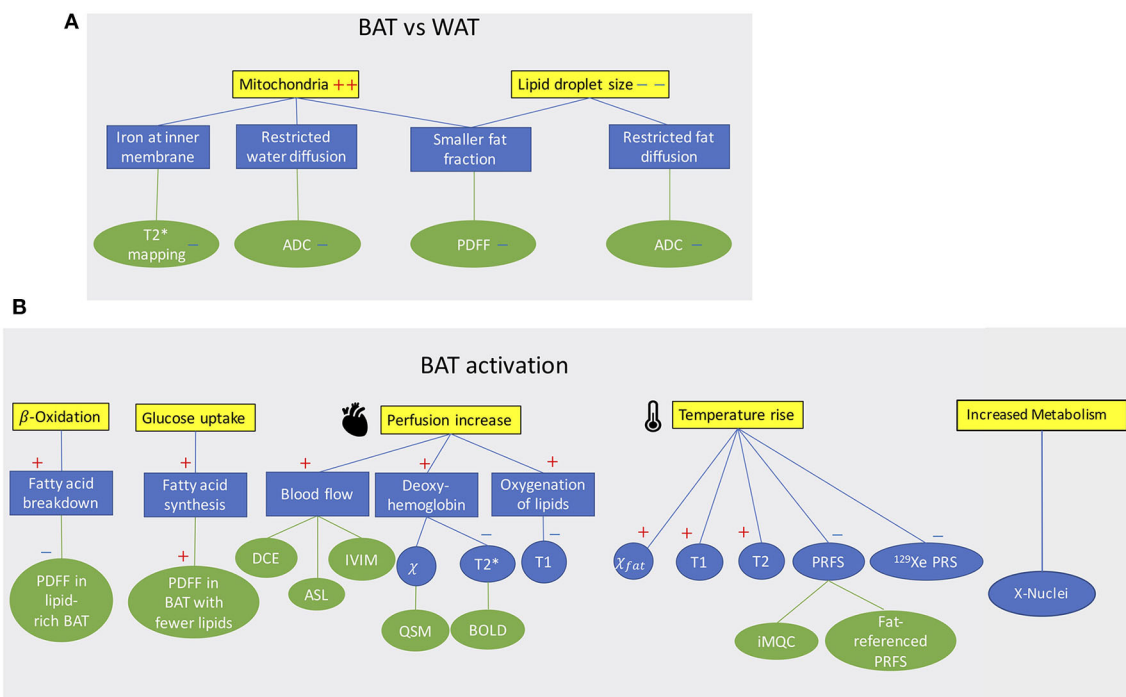 A
BAT vs WAT
Mitochondria ++
Lipid droplet size − −
Iron at inner
membrane
Restricted
water diffusion
Smaller fat
fraction
Restricted fat
diffusion
T2*
mapping −
ADC −
PDFF −
ADC −
B
BAT activation
β-Oxidation
Glucose uptake
Perfusion increase
Temperature rise
Increased Metabolism
+
+
+
+
+
Fatty acid
breakdown
Fatty acid
synthesis
Blood flow
Deoxy-
hemoglobin
Oxygenation
of lipids
−
+
−
−
+
+
+
−
−
DCE
IVIM
ASL
χ
T2*
T1
χfat
T1
T2
PRFS
¹²⁹Xe PRS
X-Nuclei
PDFF in
lipid-
rich BAT
PDFF in
BAT with
fewer lipids
QSM
BOLD
iMQC
Fat-
referenced
PRFS